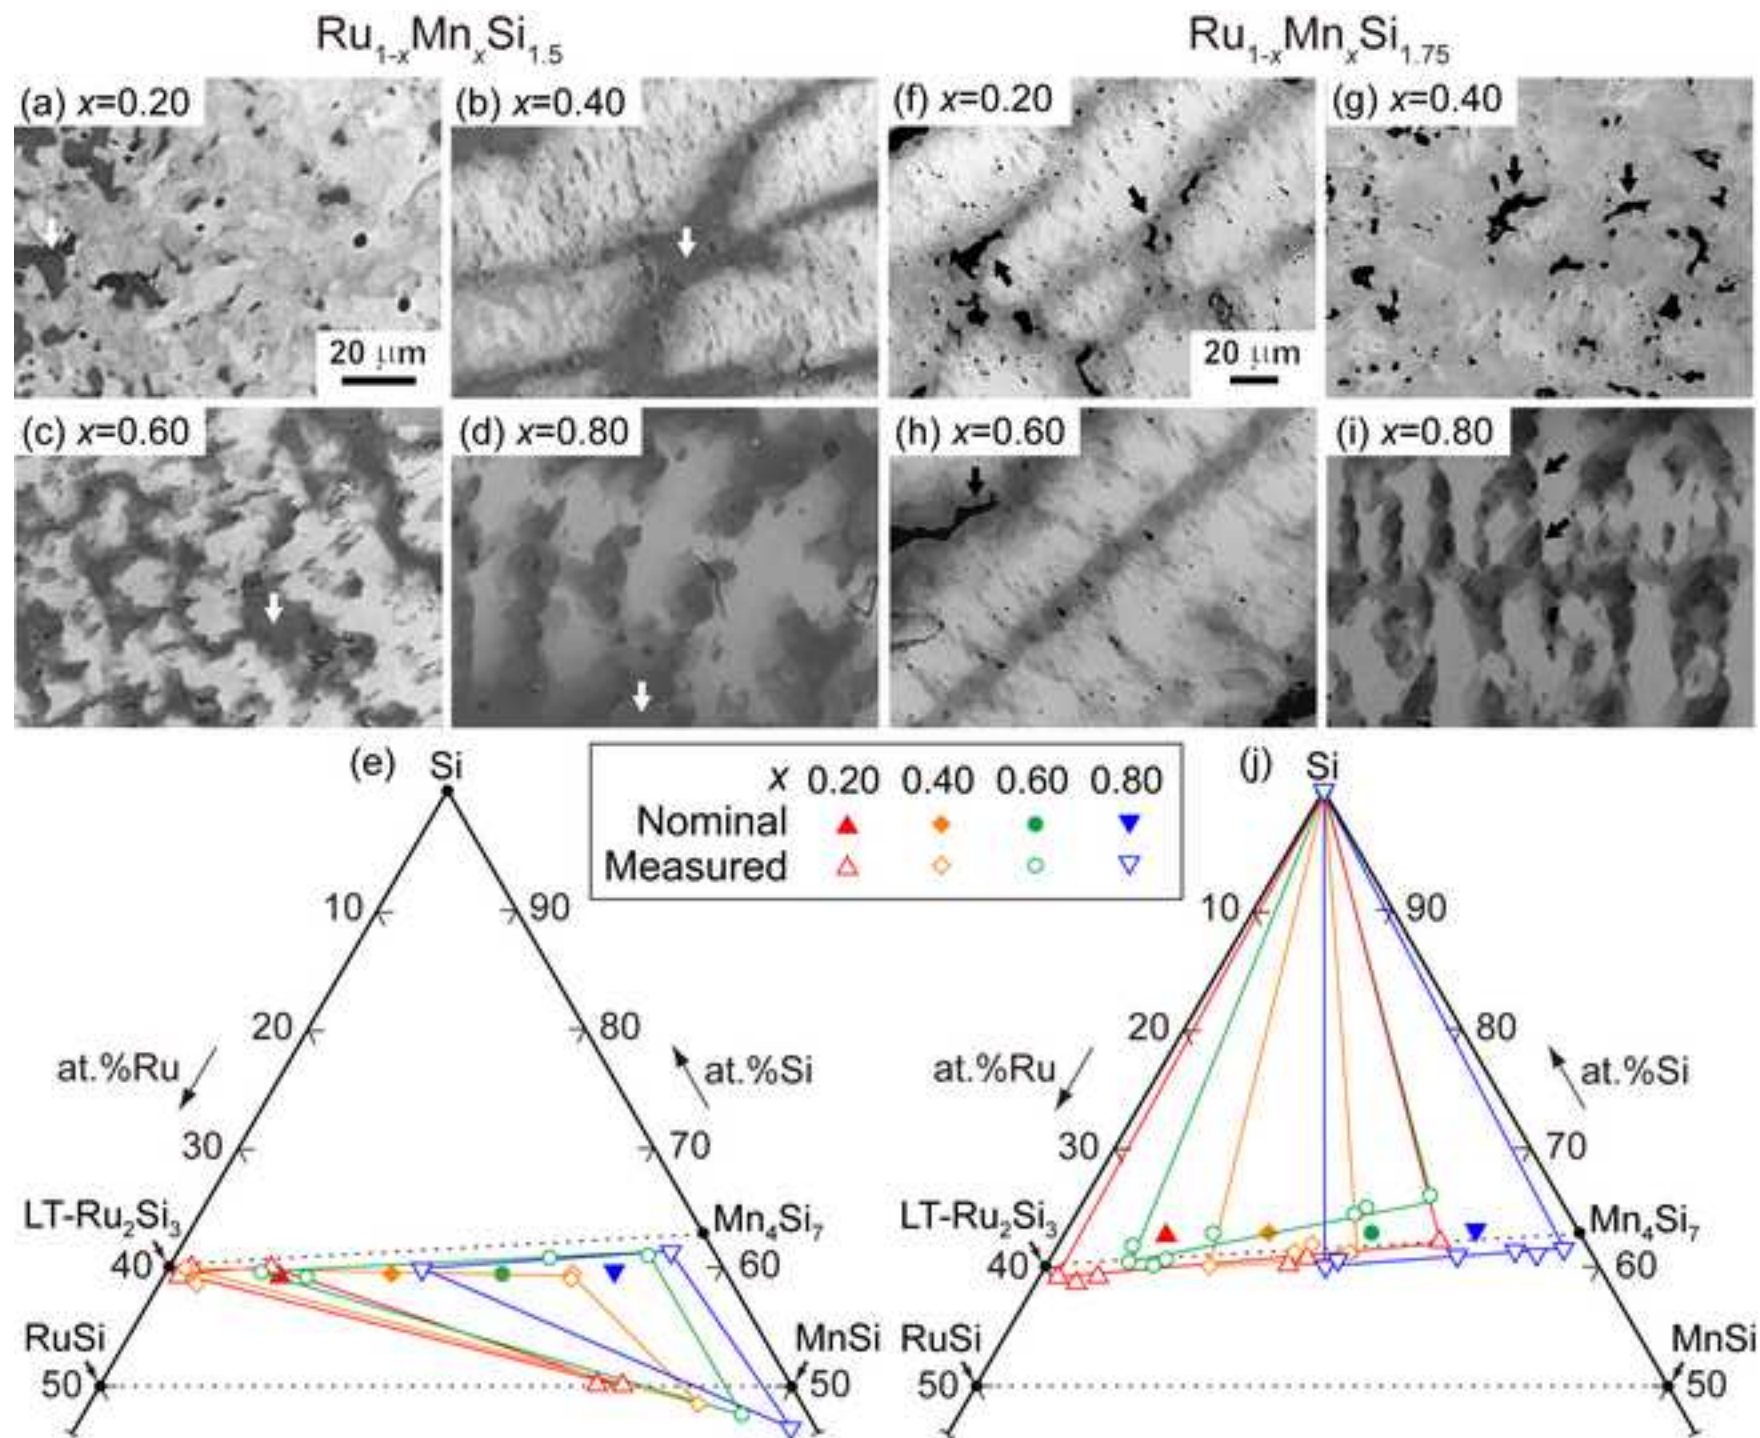 Ru1-xMnxSi1.5
Ru1-xMnxSi1.75
(a) x=0.20
(b) x=0.40
(f) x=0.20
(g) x=0.40
20 μm
20 μm
(c) x=0.60
(d) x=0.80
(h) x=0.60
(i) x=0.80
(e)
Si
x 0.20 0.40 0.60 0.80
Nominal
Measured
(j)
Si
10
90
10
90
20
80
20
80
at.%Ru
at.%Si
at.%Ru
at.%Si
30
70
30
70
LT-Ru2Si3
Mn4Si7
LT-Ru2Si3
Mn4Si7
40
60
40
60
RuSi
MnSi
RuSi
MnSi
50
50
50
50